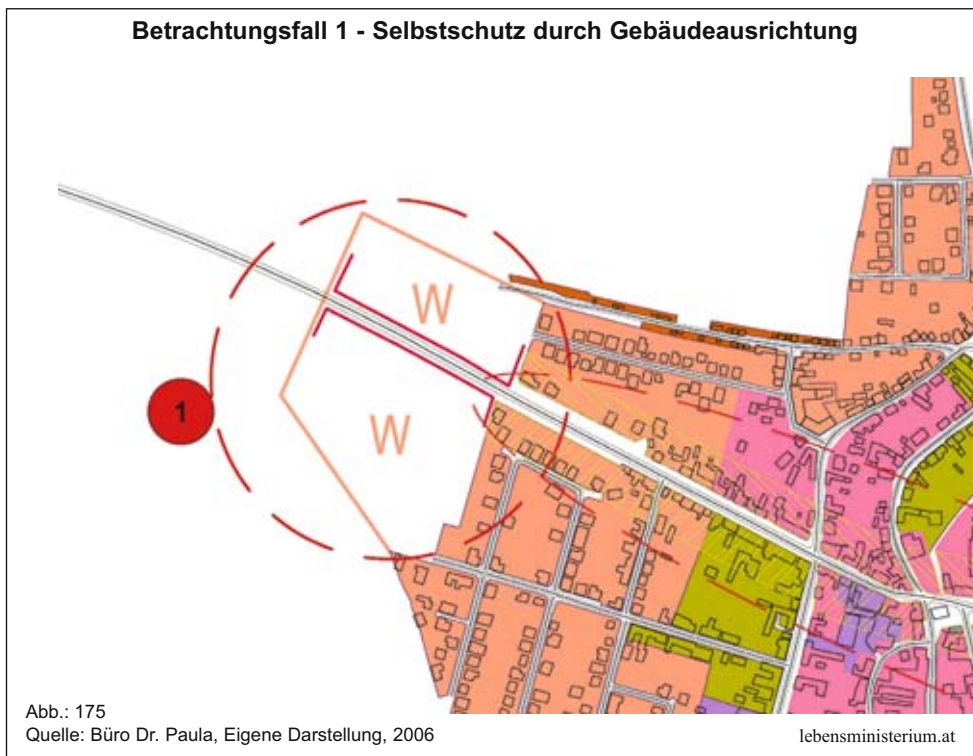 Betrachtungsfall 1 - Selbstschutz durch Gebäudeausrichtung
W
W
1
Abb.: 175
Quelle: Büro Dr. Paula, Eigene Darstellung, 2006
lebensministerium.at